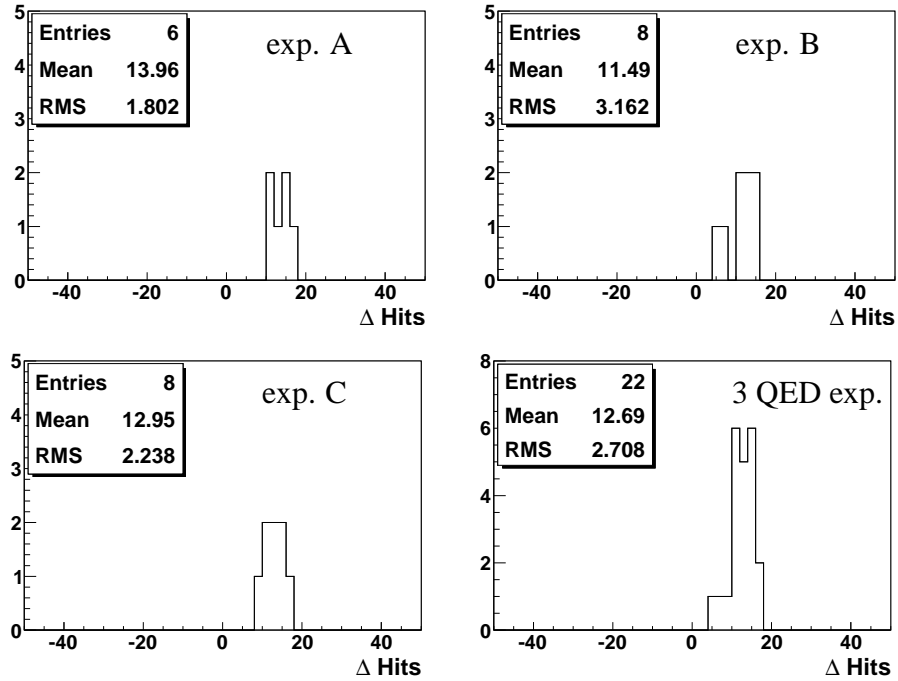 exp. A
Entries 6
Mean 13.96
RMS 1.802
5
4
3
2
1
0
-40 -20 0 20 40
Δ Hits
exp. B
Entries 8
Mean 11.49
RMS 3.162
5
4
3
2
1
0
-40 -20 0 20 40
Δ Hits
exp. C
Entries 8
Mean 12.95
RMS 2.238
5
4
3
2
1
0
-40 -20 0 20 40
Δ Hits
3 QED exp.
Entries 22
Mean 12.69
RMS 2.708
8
6
4
2
0
-40 -20 0 20 40
Δ Hits